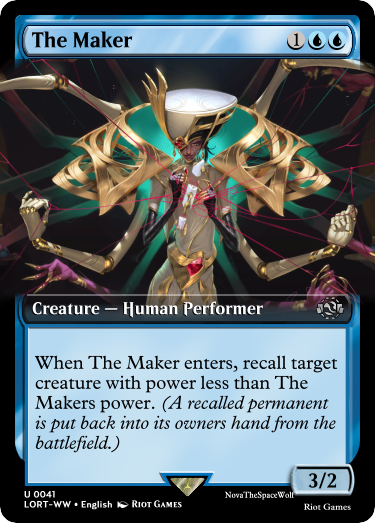 The Maker 1
Creature — Human Performer
When The Maker enters, recall target
creature with power less than The
Makers power. (A recalled permanent
is put back into its owners hand from the
battlefield.)
3/2
U 0041
LORT-WW • English Riot Games
NovaTheSpaceWolf
Riot Games